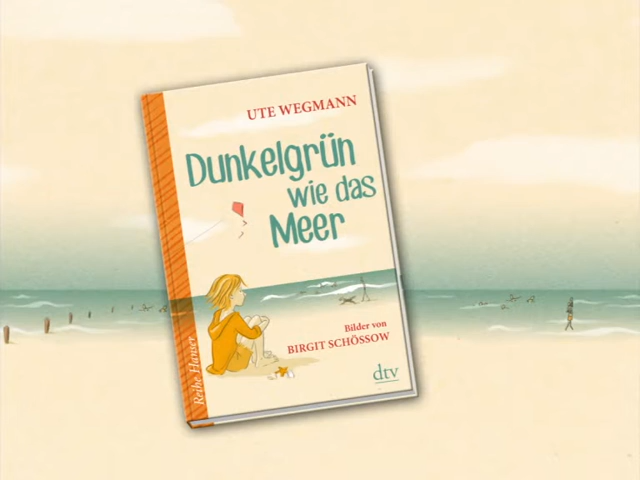 UTE WEGMANN
Dunkelgrün
wie das
Meer
Bilder von
BIRGIT SCHÖSSOW
dtv
Reihe Hanser